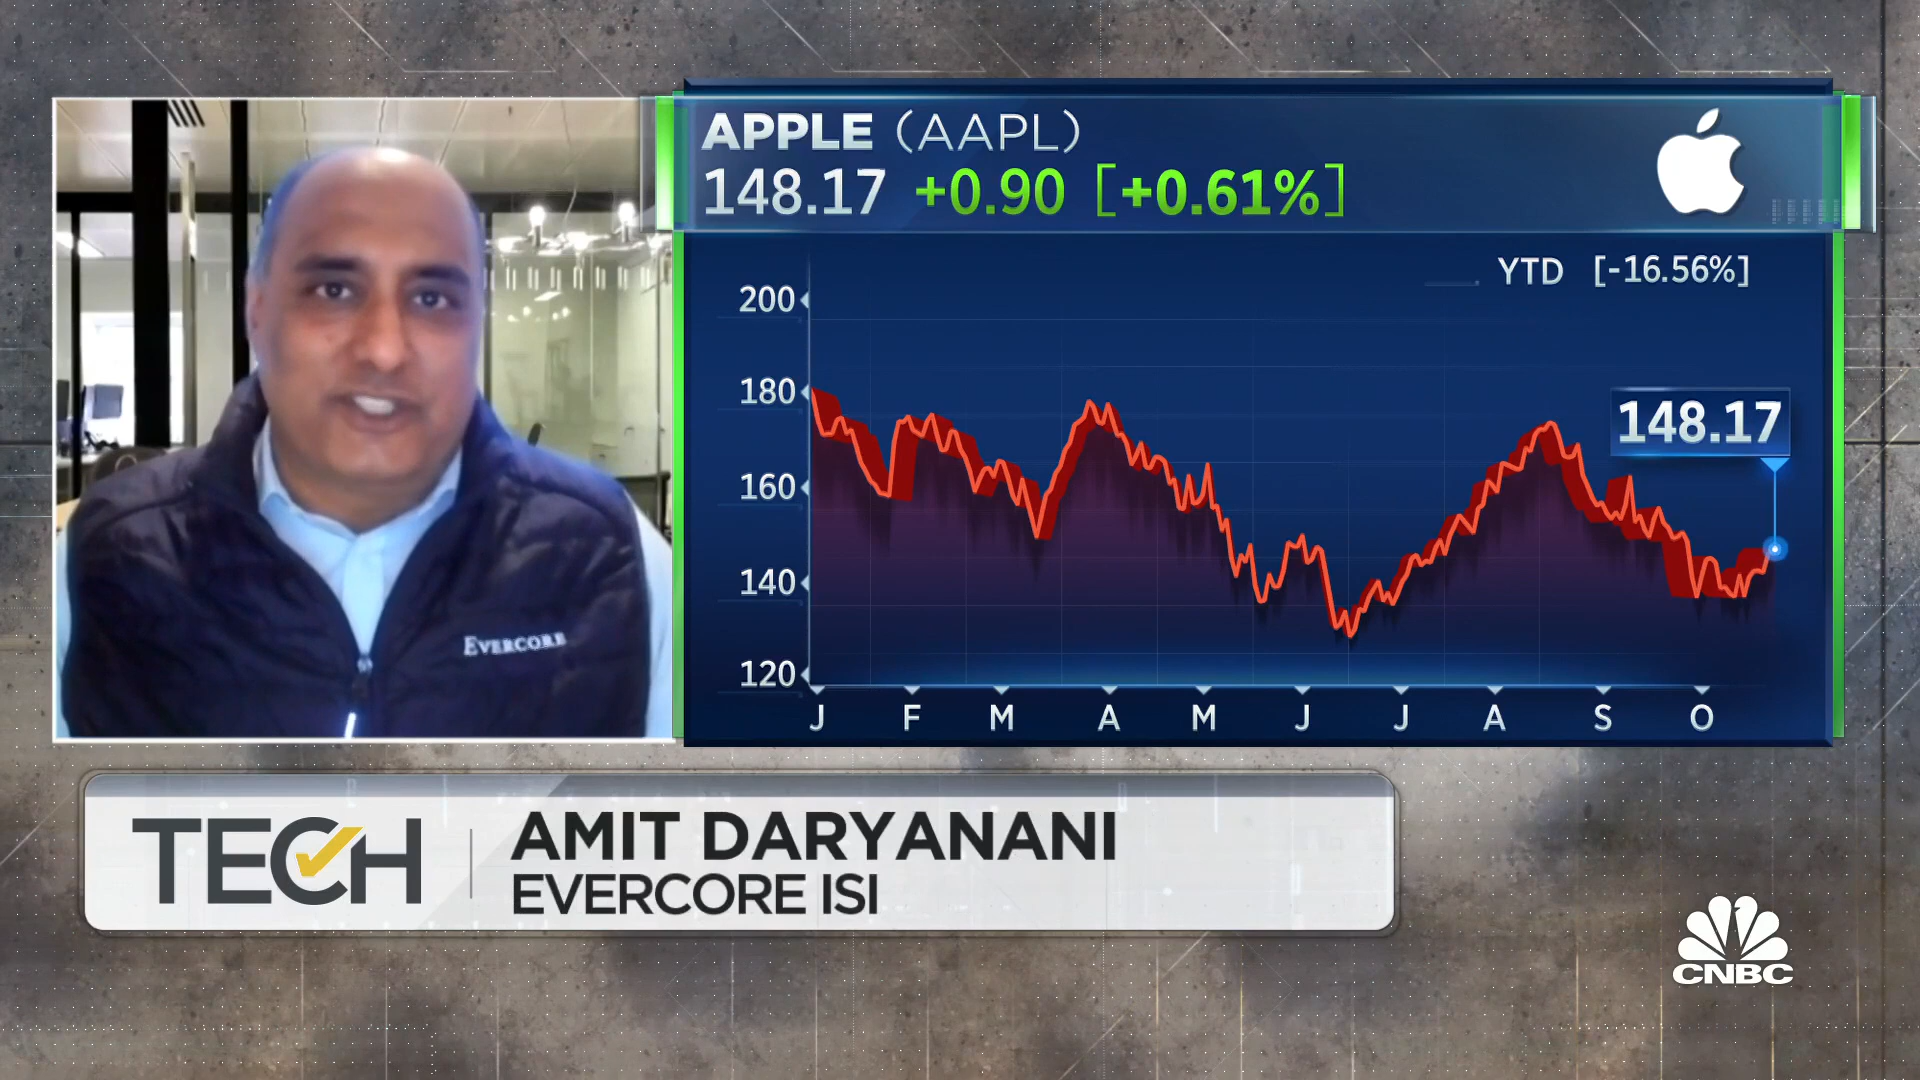 APPLE (AAPL)
148.17 +0.90 [+0.61%]
YTD [-16.56%]
200
180
160
140
120
148.17
J F M A M J J A S O
EVERCORE
TECH
AMIT DARYANANI
EVERCORE ISI
CNBC